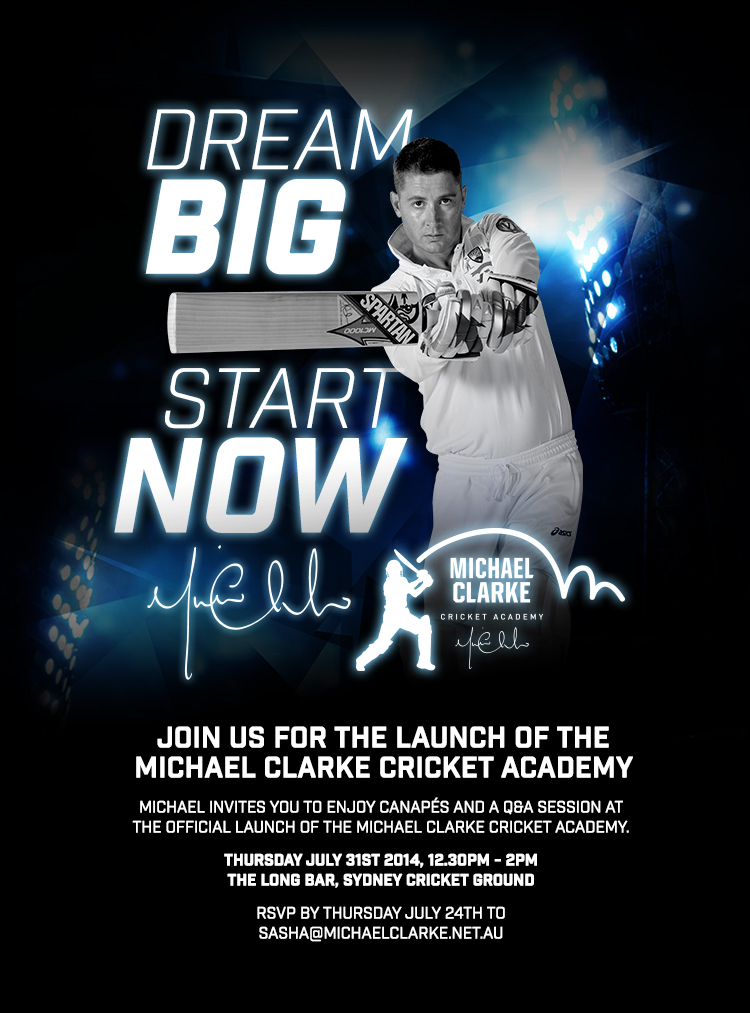 DREAM
BIG
SPARTAN
MC1000
START
NOW
asics
MICHAEL
CLARKE
CRICKET ACADEMY
JOIN US FOR THE LAUNCH OF THE
MICHAEL CLARKE CRICKET ACADEMY
MICHAEL INVITES YOU TO ENJOY CANAPÉS AND A Q&A SESSION AT
THE OFFICIAL LAUNCH OF THE MICHAEL CLARKE CRICKET ACADEMY.
THURSDAY JULY 31ST 2014, 12.30PM - 2PM
THE LONG BAR, SYDNEY CRICKET GROUND
RSVP BY THURSDAY JULY 24TH TO
SASHA@MICHAELCLARKE.NET.AU